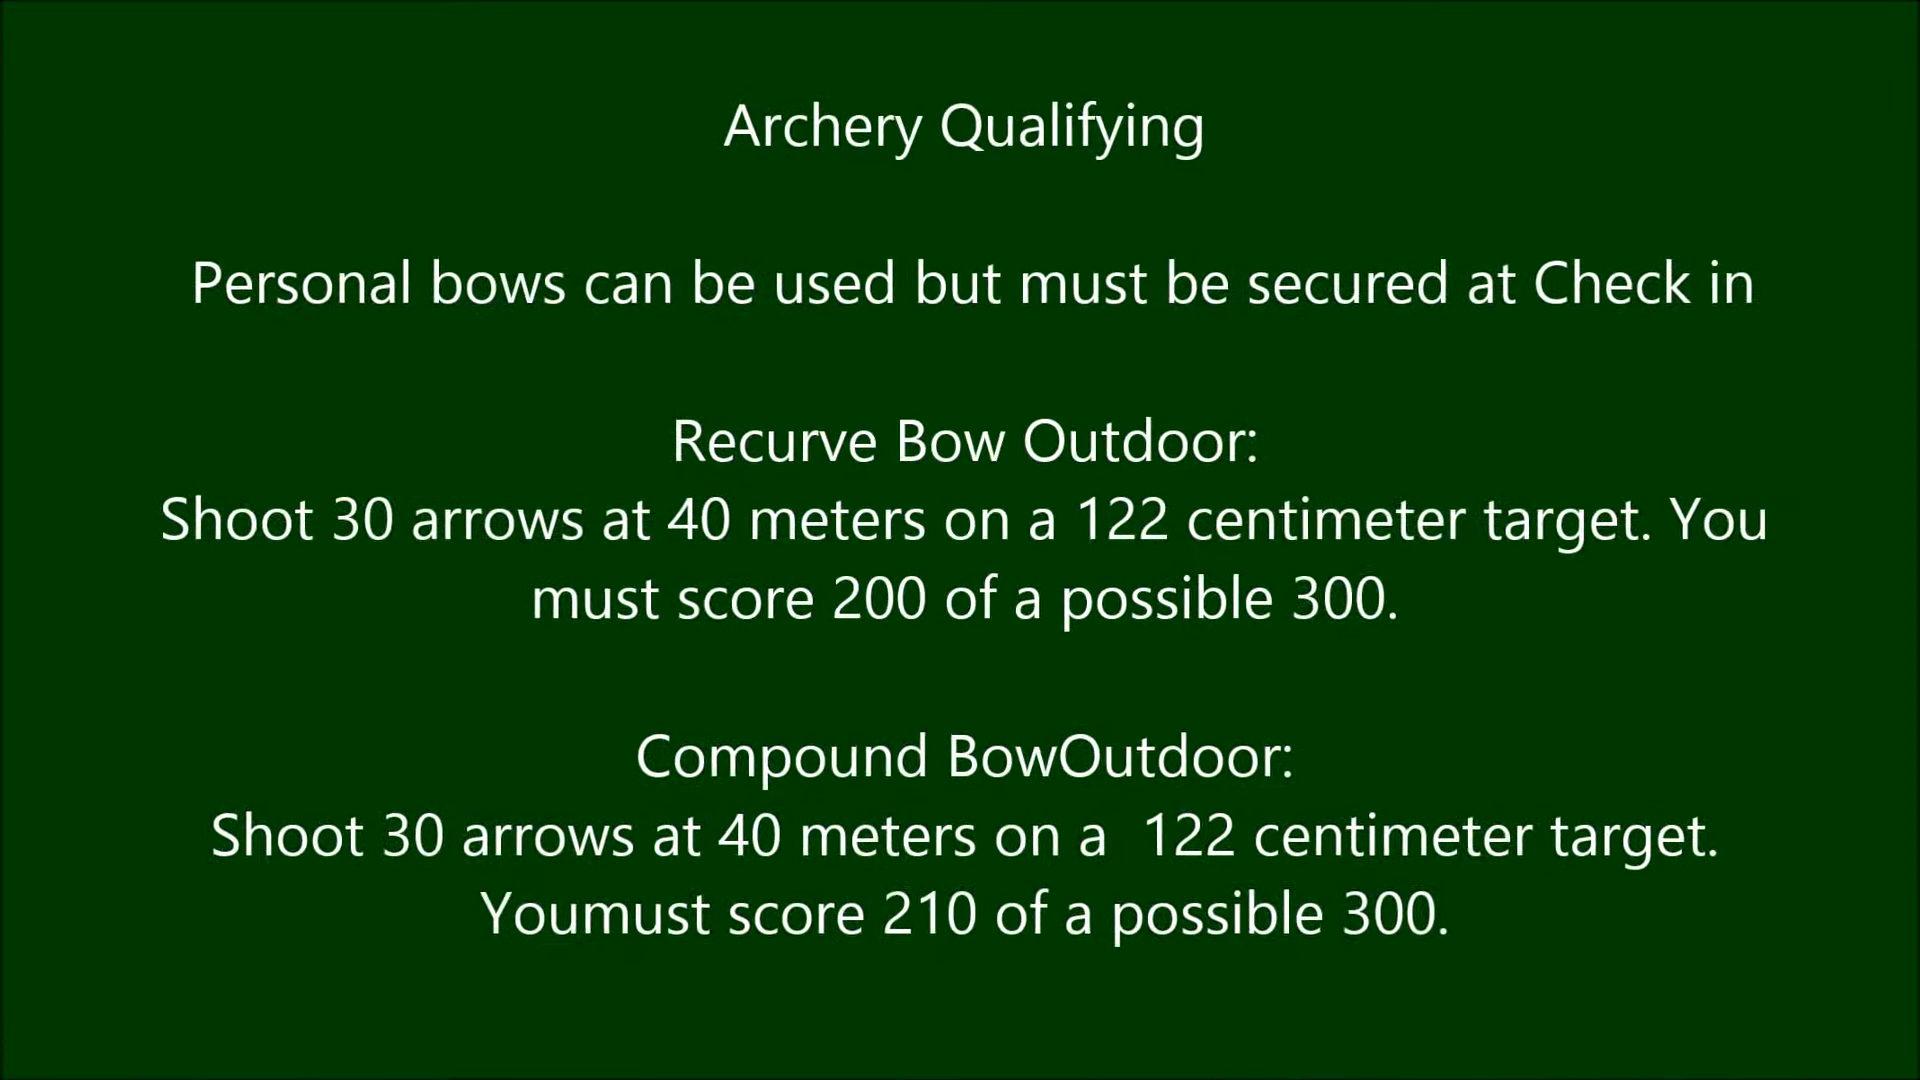 Archery Qualifying
Personal bows can be used but must be secured at Check in
Recurve Bow Outdoor:
Shoot 30 arrows at 40 meters on a 122 centimeter target. You
must score 200 of a possible 300.
Compound BowOutdoor:
Shoot 30 arrows at 40 meters on a  122 centimeter target.
Youmust score 210 of a possible 300.